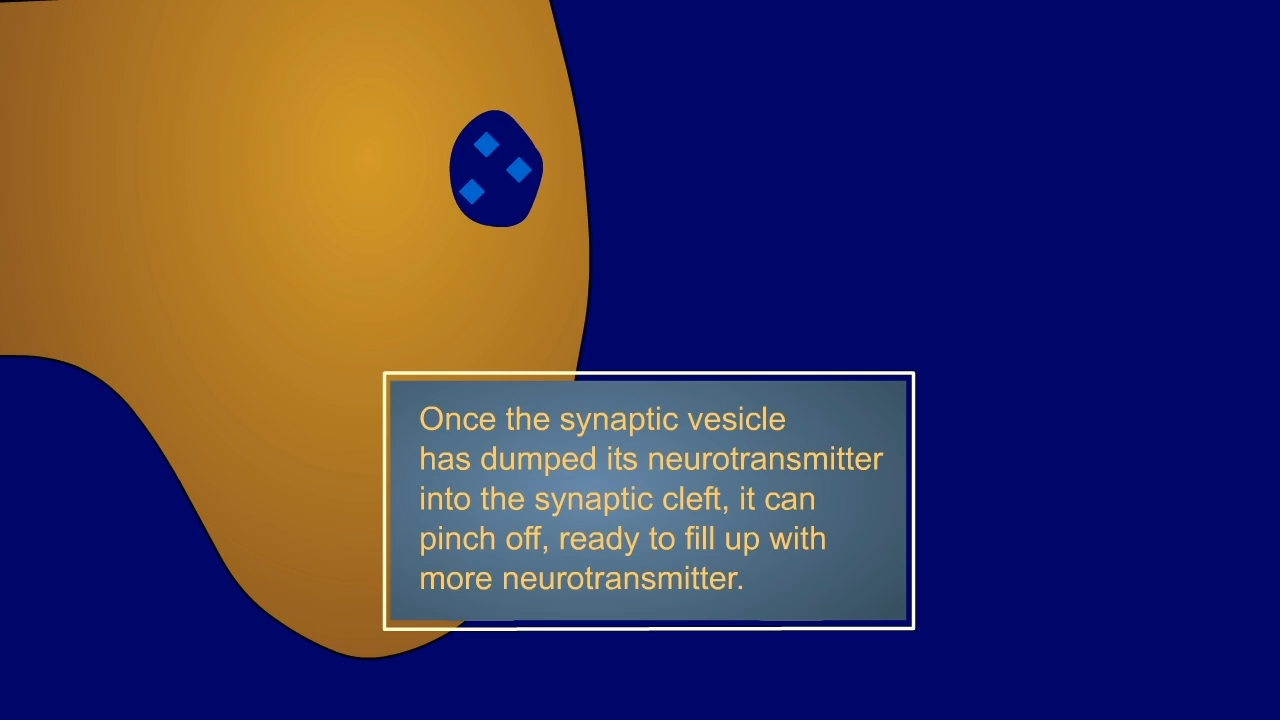 Once the synaptic vesicle
has dumped its neurotransmitter
into the synaptic cleft, it can
pinch off, ready to fill up with
more neurotransmitter.